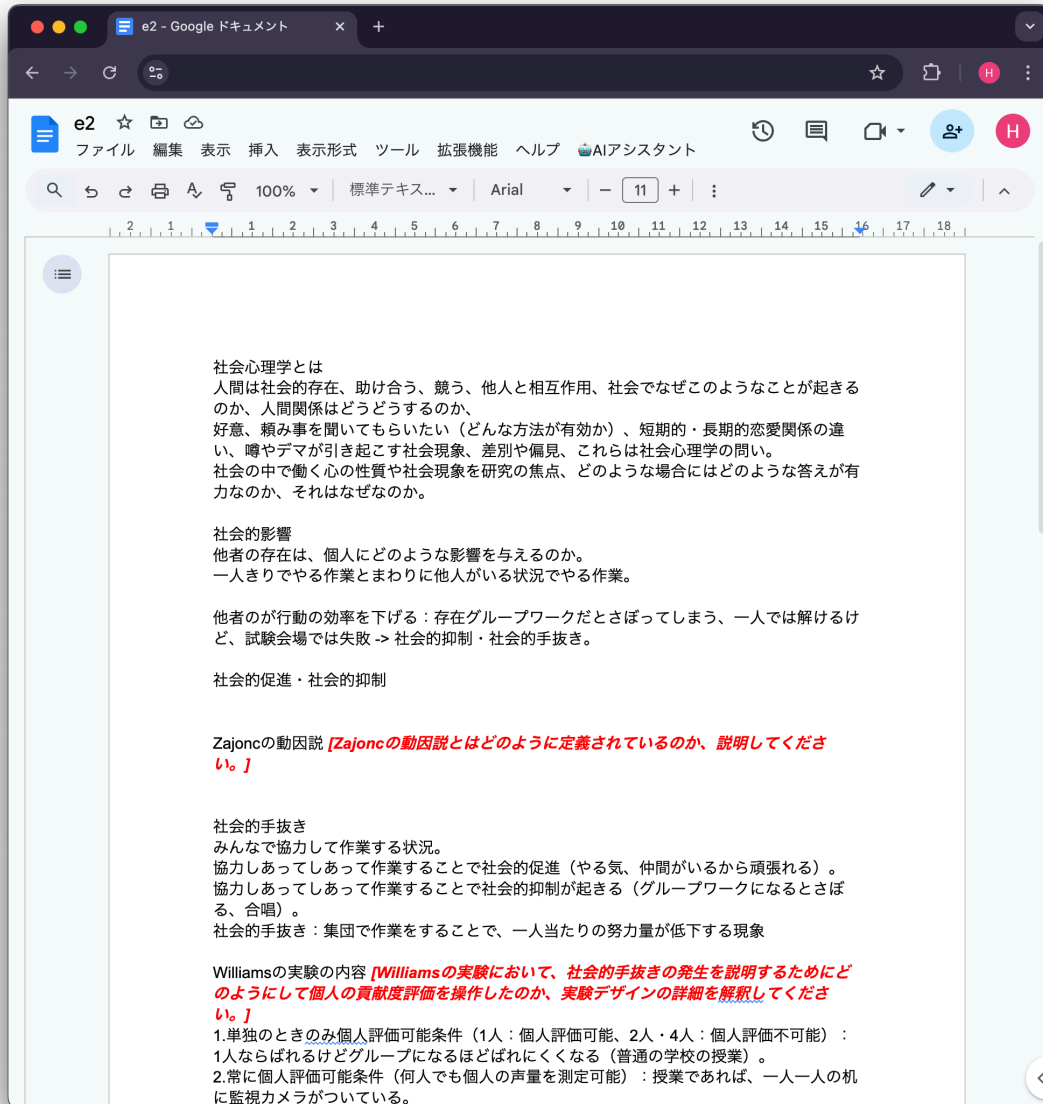 e2 - Google ドキュメント
H
e2
ファイル 編集 表示 挿入 表示形式 ツール 拡張機能 ヘルプ 🤖AIアシスタント
H
100% 標準テキス... Arial 11
2 1 1 2 3 4 5 6 7 8 9 10 11 12 13 14 15 16 17 18
社会心理学とは
人間は社会的存在、助け合う、競う、他人と相互作用、社会でなぜこのようなことが起きる
のか、人間関係はどうどうするのか、
好意、頼み事を聞いてもらいたい（どんな方法が有効か）、短期的・長期的恋愛関係の違
い、噂やデマが引き起こす社会現象、差別や偏見、これらは社会心理学の問い。
社会の中で働く心の性質や社会現象を研究の焦点、どのような場合にはどのような答えが有
力なのか、それはなぜなのか。
社会的影響
他者の存在は、個人にどのような影響を与えるのか。
一人きりでやる作業とまわりに他人がいる状況でやる作業。
他者のが行動の効率を下げる：存在グループワークだとさぼってしまう、一人では解けるけ
ど、試験会場では失敗 -> 社会的抑制・社会的手抜き。
社会的促進・社会的抑制
Zajoncの動因説 [Zajoncの動因説とはどのように定義されているのか、説明してくださ
い。]
社会的手抜き
みんなで協力して作業する状況。
協力しあってしあって作業することで社会的促進（やる気、仲間がいるから頑張れる）。
協力しあってしあって作業することで社会的抑制が起きる（グループワークになるとさぼ
る、合唱）。
社会的手抜き：集団で作業をすることで、一人当たりの努力量が低下する現象
Williamsの実験の内容 [Williamsの実験において、社会的手抜きの発生を説明するためにど
のようにして個人の貢献度評価を操作したのか、実験デザインの詳細を解釈してくださ
い。]
1.単独のときのみ個人評価可能条件（1人：個人評価可能、2人・4人：個人評価不可能）：
1人ならばれるけどグループになるほどばれにくくなる（普通の学校の授業）。
2.常に個人評価可能条件（何人でも個人の声量を測定可能）：授業であれば、一人一人の机
に監視カメラがついている。